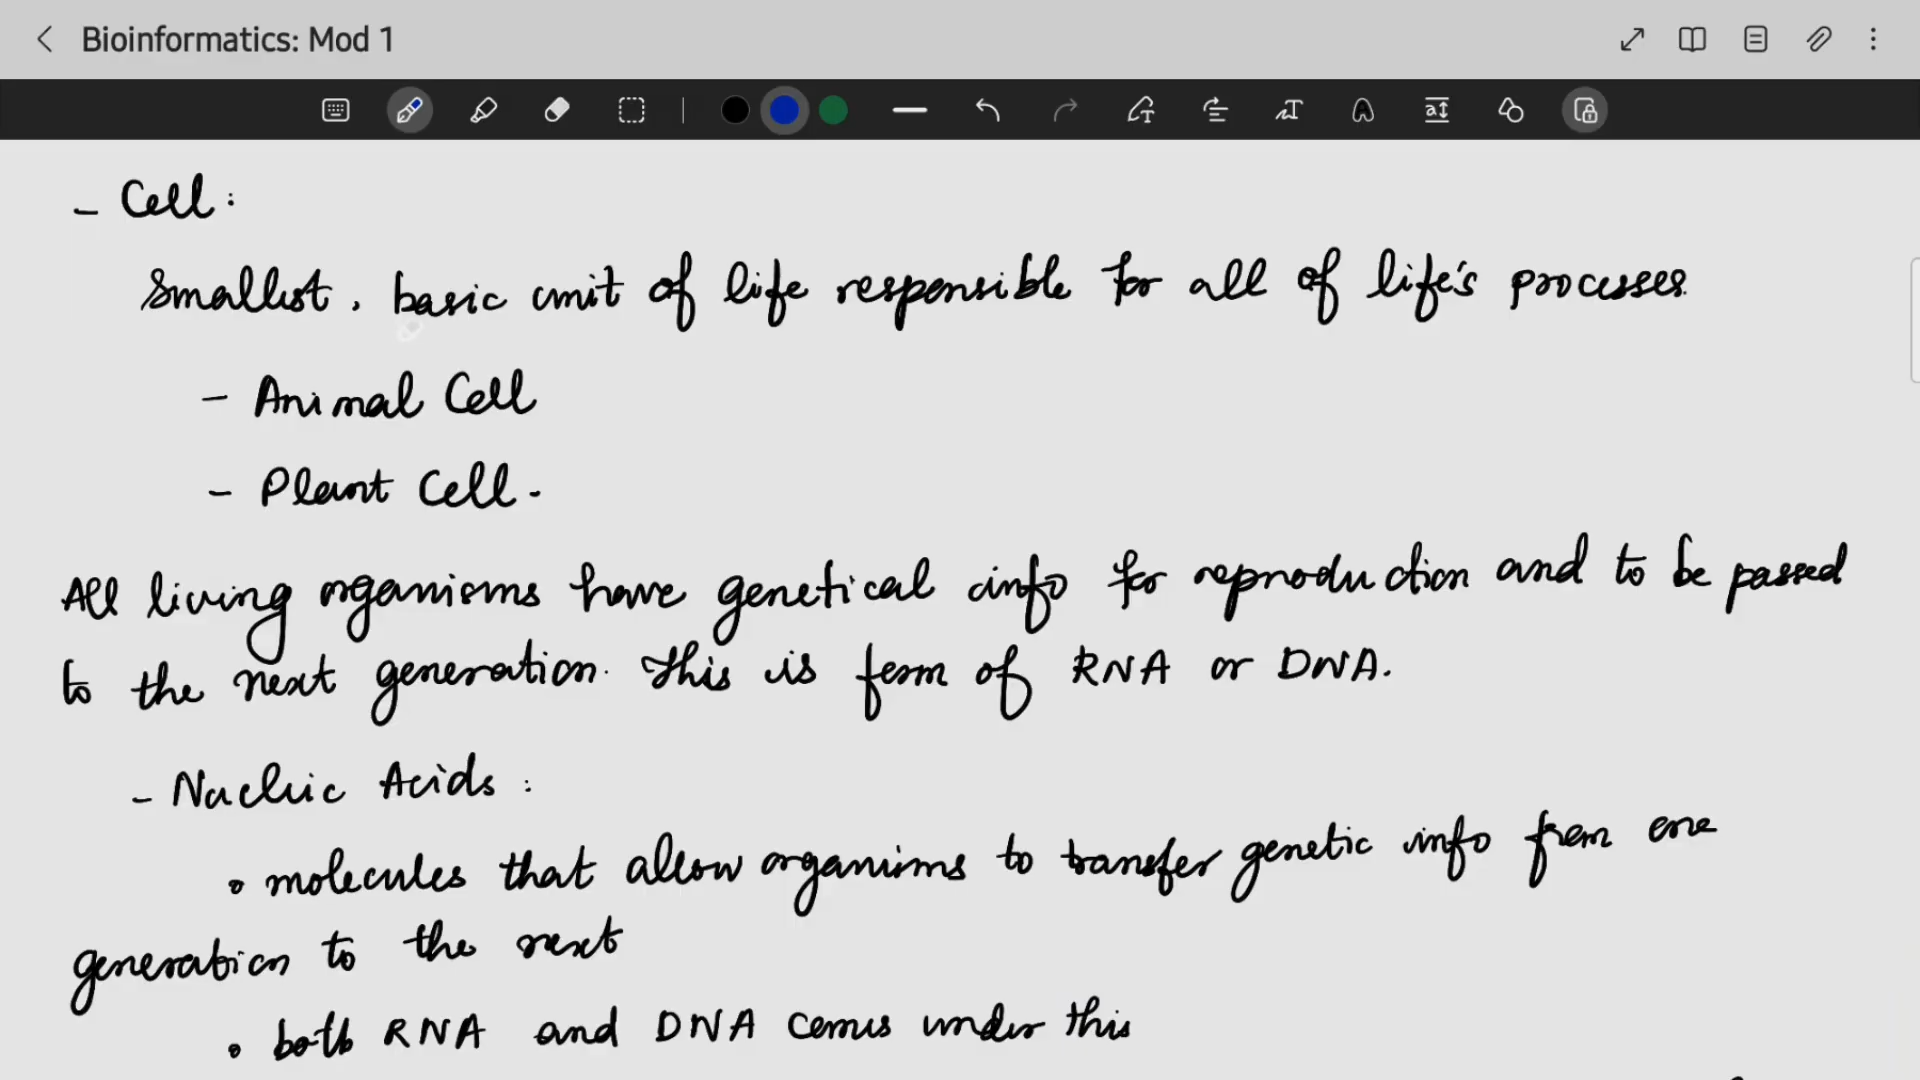 Bioinformatics: Mod 1
- Cell:
Smallest, basic unit of life responsible for all of life's processes.
- Animal Cell
- Plant Cell.
All living organisms have genetical info for reproduction and to be passed
to the next generation. This is form of RNA or DNA.
- Nucleic Acids:
• molecules that allow organisms to transfer genetic info from one
generation to the next
• both RNA and DNA comes under this